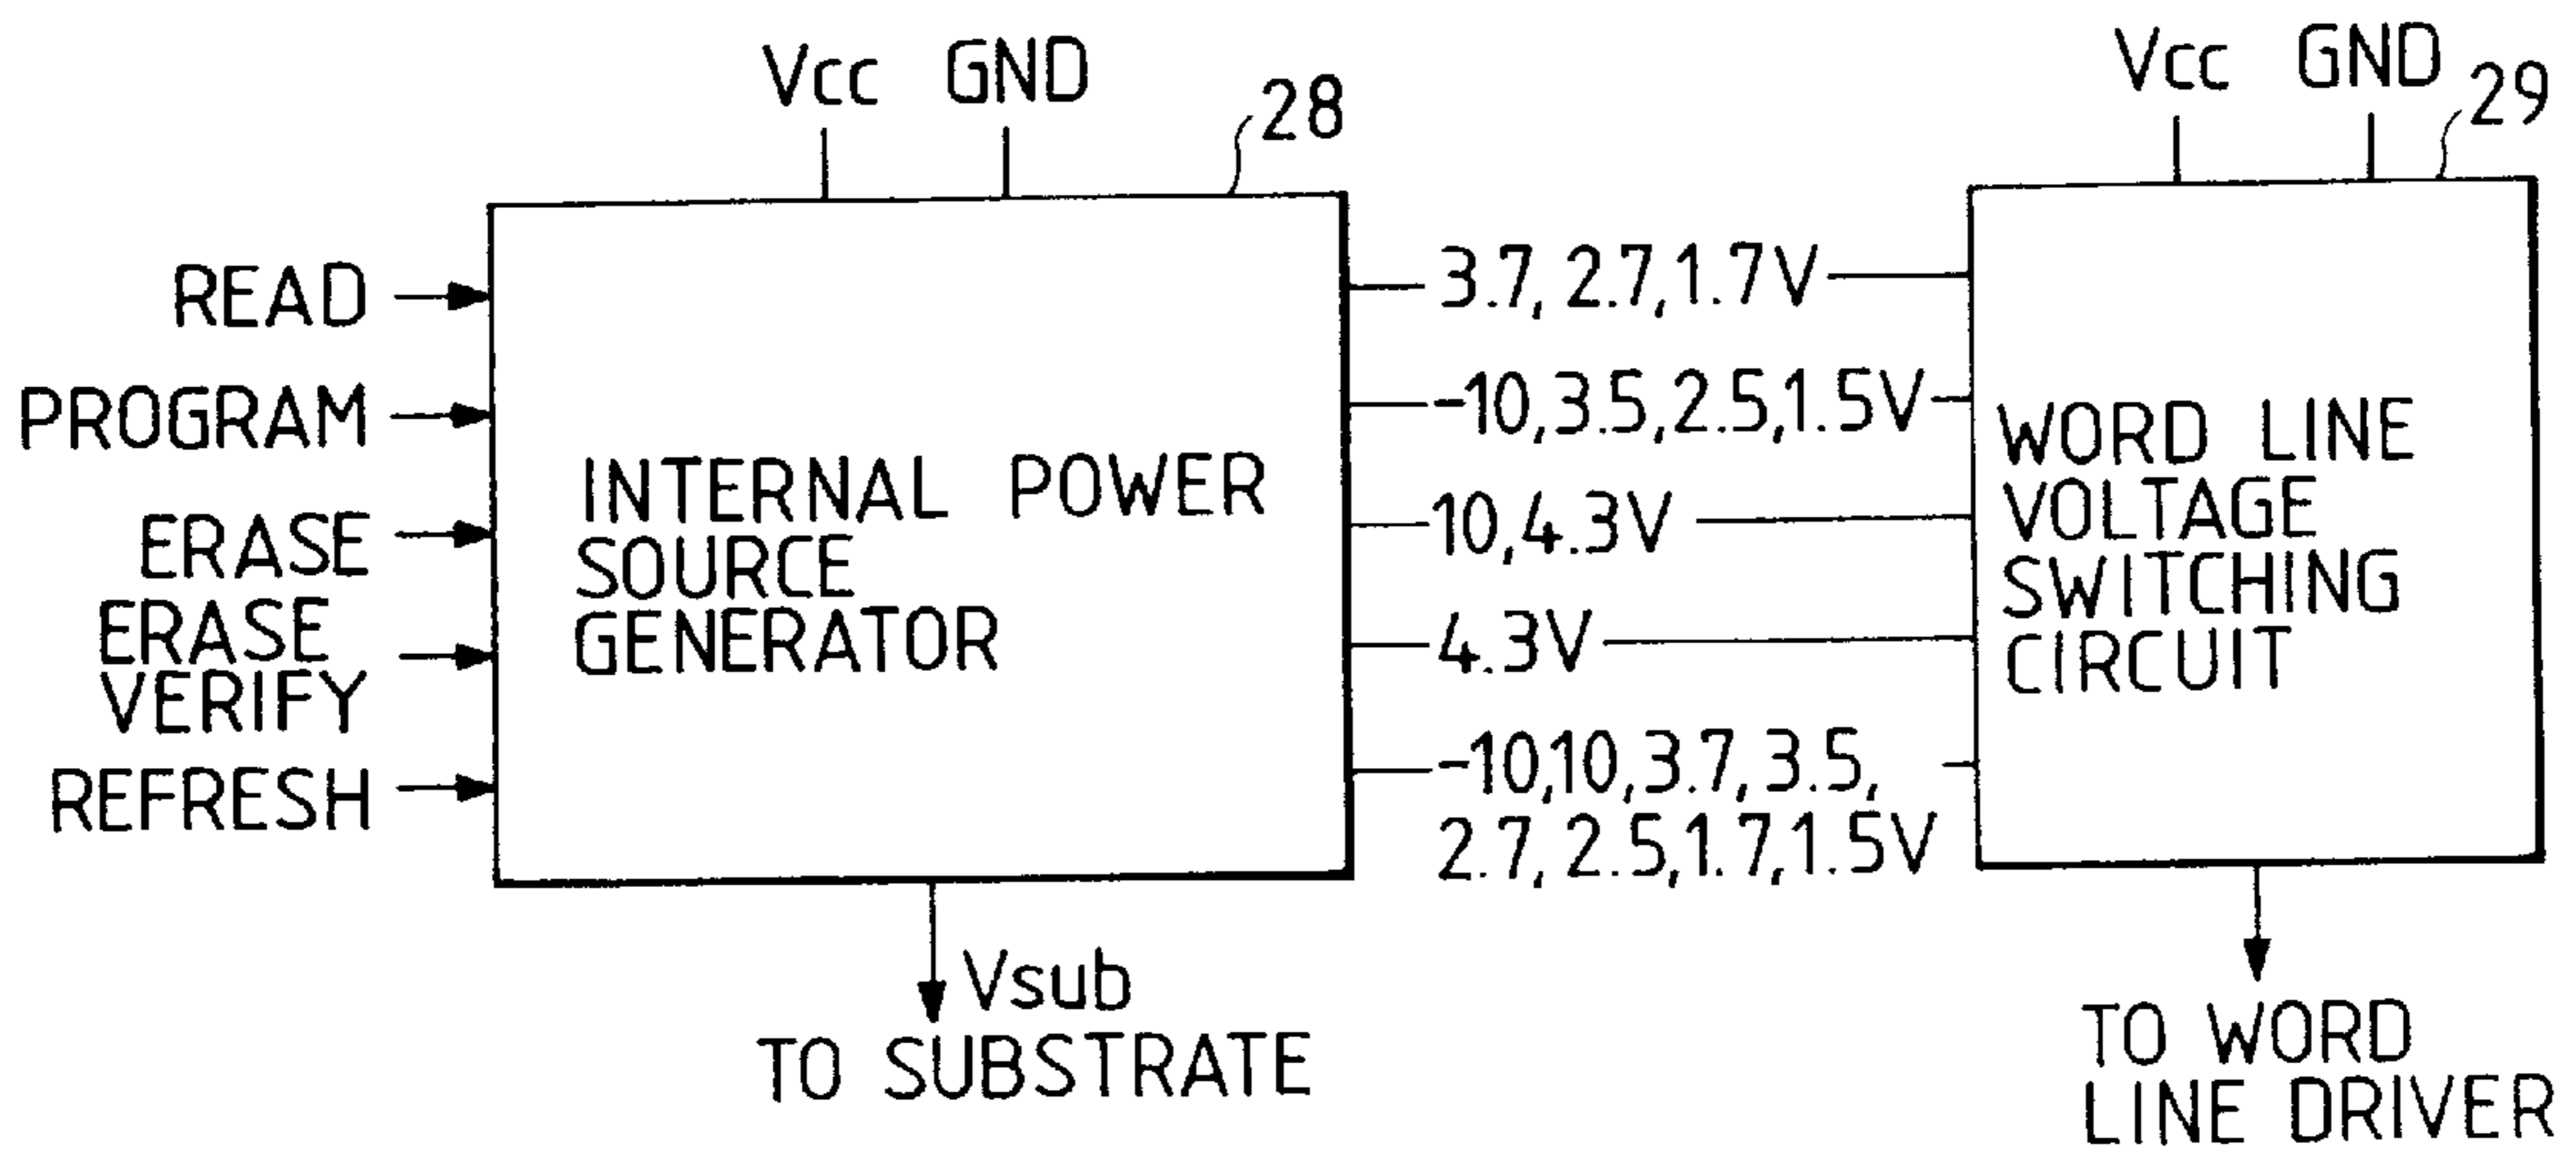 Vcc GND 28
Vcc GND 29
READ
PROGRAM
ERASE
ERASE
VERIFY
REFRESH
INTERNAL POWER
SOURCE
GENERATOR
3.7, 2.7, 1.7V
-10, 3.5, 2.5, 1.5V
10, 4.3V
4.3V
-10, 10, 3.7, 3.5,
2.7, 2.5, 1.7, 1.5V
WORD LINE
VOLTAGE
SWITCHING
CIRCUIT
Vsub
TO SUBSTRATE
TO WORD
LINE DRIVER